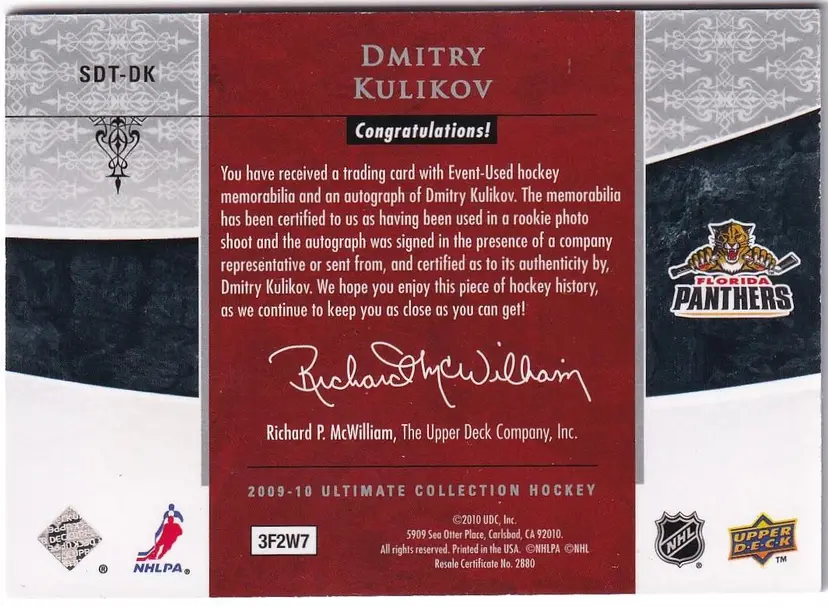 SDT-DK
DMITRY
KULIKOV
Congratulations!
You have received a trading card with Event-Used hockey
memorabilia and an autograph of Dmitry Kulikov. The memorabilia
has been certified to us as having been used in a rookie photo
shoot and the autograph was signed in the presence of a company
representative or sent from, and certified as to its authenticity by,
Dmitry Kulikov. We hope you enjoy this piece of hockey history,
as we continue to keep you as close as you can get!
FLORIDA
PANTHERS
Richard McWilliam
Richard P. McWilliam, The Upper Deck Company, Inc.
2009-10 ULTIMATE COLLECTION HOCKEY
©2010 UDC, Inc.
5909 Sea Otter Place, Carlsbad, CA 92010.
All rights reserved. Printed in the USA. ©NHLPA ©NHL
Resale Certificate No. 2880
3F2W7
®
NHLPA®
NHL
®
UPPER
D·E·C·K
TM